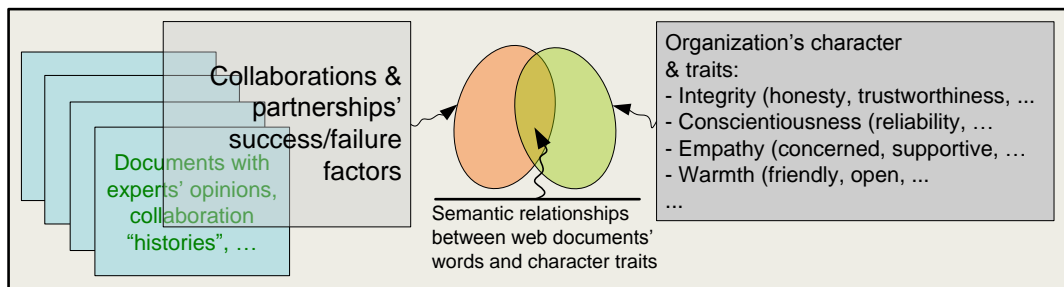 Collaborations &
partnerships’
success/failure
factors
Documents with
experts’ opinions,
collaboration
“histories”, …
Semantic relationships
between web documents’
words and character traits
Organization’s character
& traits:
- Integrity (honesty, trustworthiness, ...
- Conscientiousness (reliability, …
- Empathy (concerned, supportive, …
- Warmth (friendly, open, ...
...